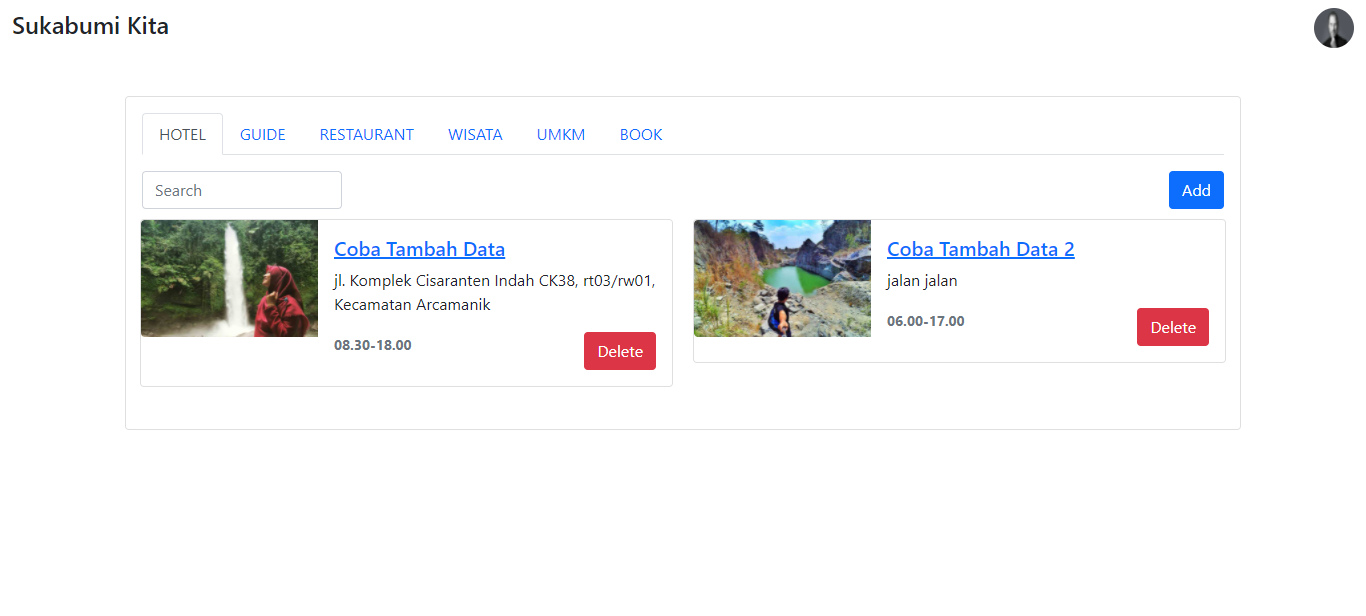 Sukabumi Kita
HOTEL GUIDE RESTAURANT WISATA UMKM BOOK
Search
Add
Coba Tambah Data
jl. Komplek Cisaranten Indah CK38, rt03/rw01,
Kecamatan Arcamanik
08.30-18.00
Delete
Coba Tambah Data 2
jalan jalan
06.00-17.00
Delete